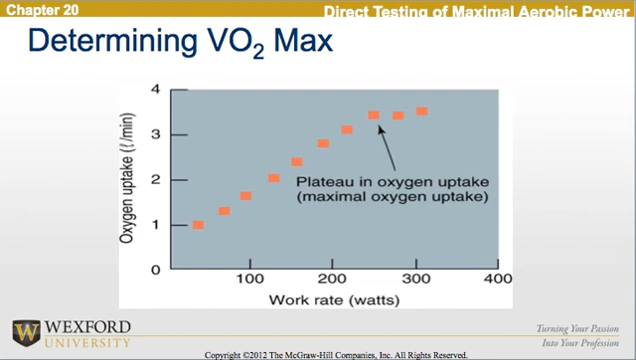 Chapter 20
Direct Testing of Maximal Aerobic Power
Determining VO2 Max
Oxygen uptake (ℓ/min)
4
3
2
1
0
Plateau in oxygen uptake
(maximal oxygen uptake)
100 200 300 400
Work rate (watts)
WEXFORD
UNIVERSITY
Turning Your Passion
Into Your Profession
Copyright ©2012 The McGraw-Hill Companies, Inc. All Rights Reserved.